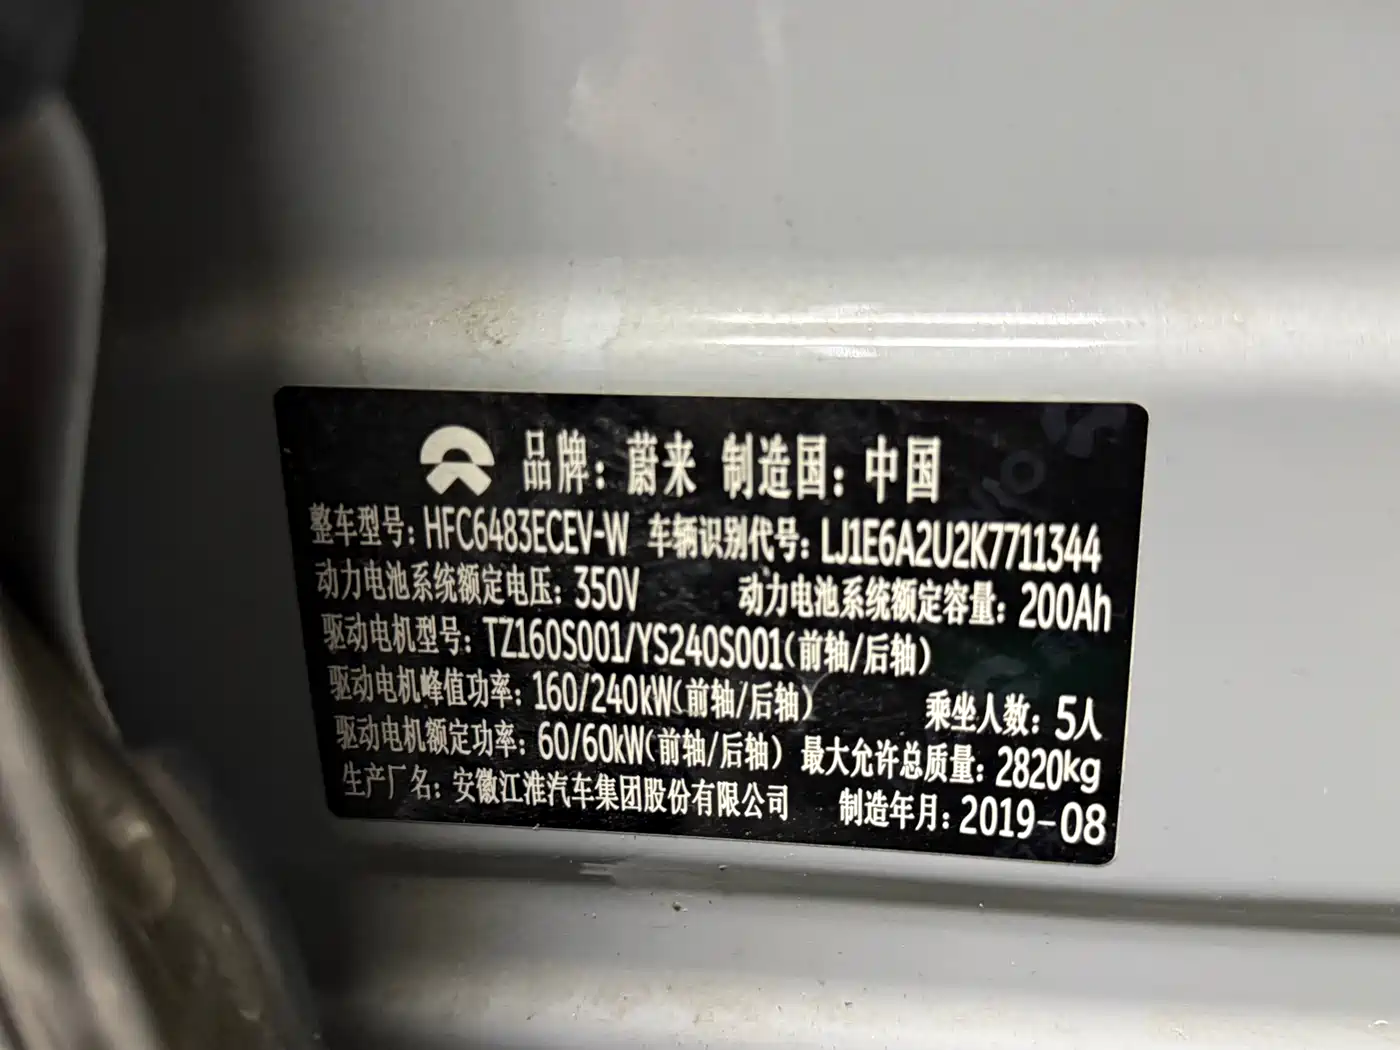 品牌：蔚来 制造国：中国
整车型号：HFC6483ECEV-W 车辆识别代号：LJ1E6A2U2K7711344
动力电池系统额定电压：350V 动力电池系统额定容量：200Ah
驱动电机型号：TZ160S001/YS240S001(前轴/后轴)
驱动电机峰值功率：160/240kW(前轴/后轴) 乘坐人数：5人
驱动电机额定功率：60/60kW(前轴/后轴) 最大允许总质量：2820kg
生产厂名：安徽江淮汽车集团股份有限公司 制造年月：2019-08